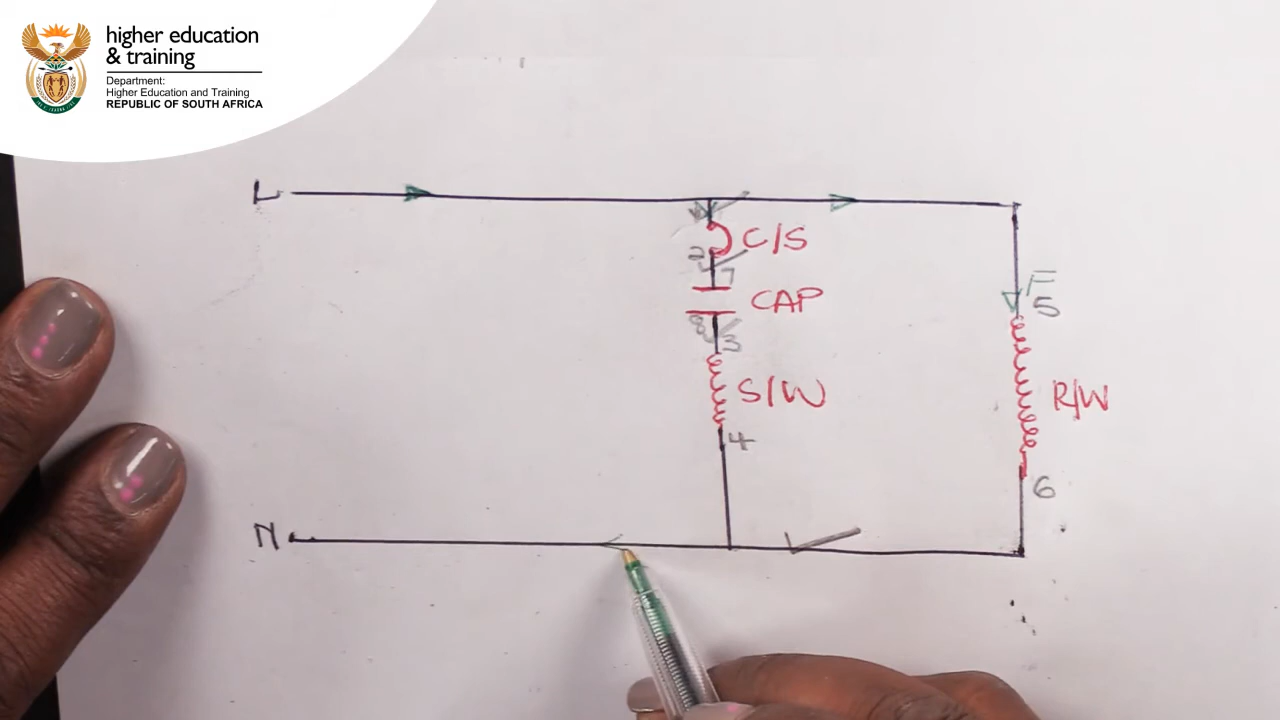 higher education
& training
Department:
Higher Education and Training
REPUBLIC OF SOUTH AFRICA
L
C/S
2
7
CAP
F
5
8
3
S/W
R/W
4
6
N